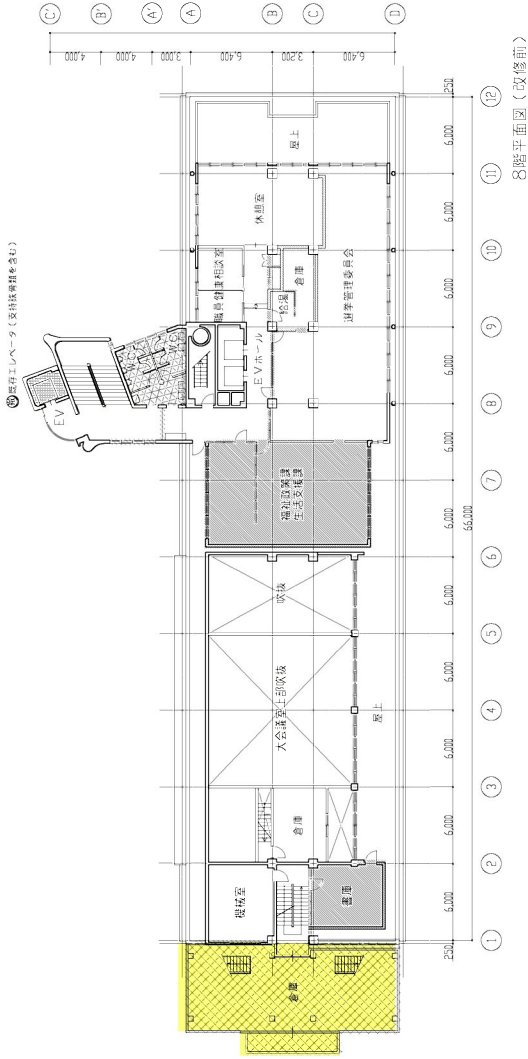 既存エレベータ(支持鉄骨類を含む)
C'
B'
A'
A
B
C
D
4,000
4,000
3,000
6,400
3,200
6,400
EV
WC
WC
機械室
倉庫
書庫
倉庫
大会議室上部吹抜
吹抜
屋上
福祉政策課
生活支援課
EVホール
職員健康相談室
給湯
倉庫
休憩室
選挙管理委員会
屋上
250
6,000
6,000
6,000
6,000
6,000
6,000
6,000
6,000
6,000
6,000
6,000
250
66,000
1
2
3
4
5
6
7
8
9
10
11
12
8階平面図(改修前)